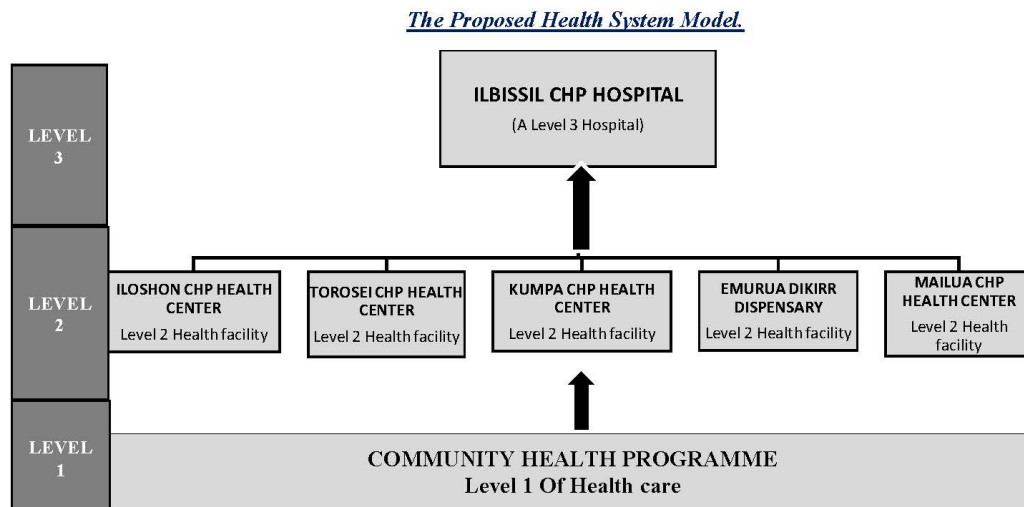 The Proposed Health System Model.
LEVEL
3
ILBISSIL CHP HOSPITAL
(A Level 3 Hospital)
LEVEL
2
ILOSHON CHP HEALTH
CENTER
Level 2 Health facility
TOROSEI CHP HEALTH
CENTER
Level 2 Health facility
KUMPA CHP HEALTH
CENTER
Level 2 Health facility
EMURUA DIKIRR
DISPENSARY
Level 2 Health facility
MAILUA CHP
HEALTH CENTER
Level 2 Health
facility
LEVEL
1
COMMUNITY HEALTH PROGRAMME
Level 1 Of Health care